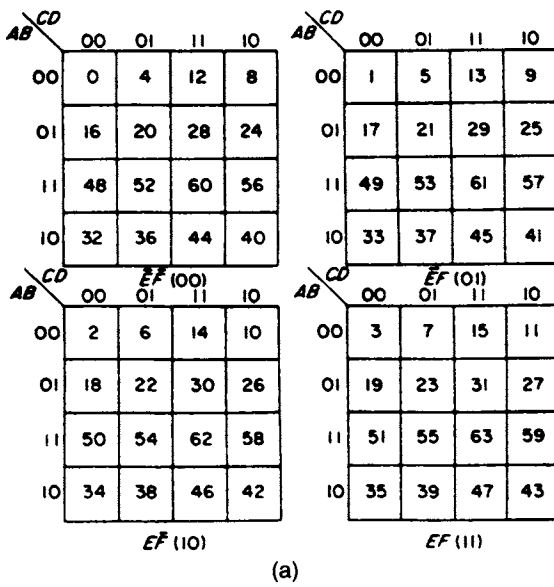 CD CD
AB 00 01 11 10 AB 00 01 11 10
00 0 4 12 8 00 1 5 13 9
01 16 20 28 24 01 17 21 29 25
11 48 52 60 56 11 49 53 61 57
10 32 36 44 40 10 33 37 45 41
E̅F̅ (00) E̅F (01)
CD CD
AB 00 01 11 10 AB 00 01 11 10
00 2 6 14 10 00 3 7 15 11
01 18 22 30 26 01 19 23 31 27
11 50 54 62 58 11 51 55 63 59
10 34 38 46 42 10 35 39 47 43
EF̅ (10) EF (11)
(a)